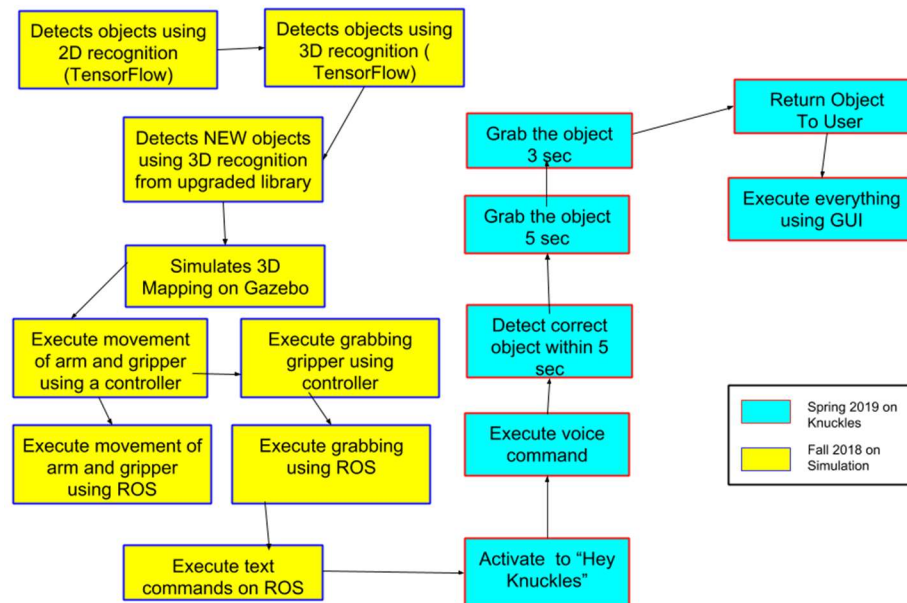 Detects objects using
2D recognition
(TensorFlow)
Detects objects using
3D recognition (
TensorFlow)
Detects NEW objects
using 3D recognition
from upgraded library
Simulates 3D
Mapping on Gazebo
Execute movement
of arm and gripper
using a controller
Execute grabbing
gripper using
controller
Execute movement of
arm and gripper
using ROS
Execute grabbing
using ROS
Execute text
commands on ROS
Activate to “Hey
Knuckles”
Execute voice
command
Detect correct
object within 5
sec
Grab the object
5 sec
Grab the object
3 sec
Return Object
To User
Execute everything
using GUI
Spring 2019 on
Knuckles
Fall 2018 on
Simulation